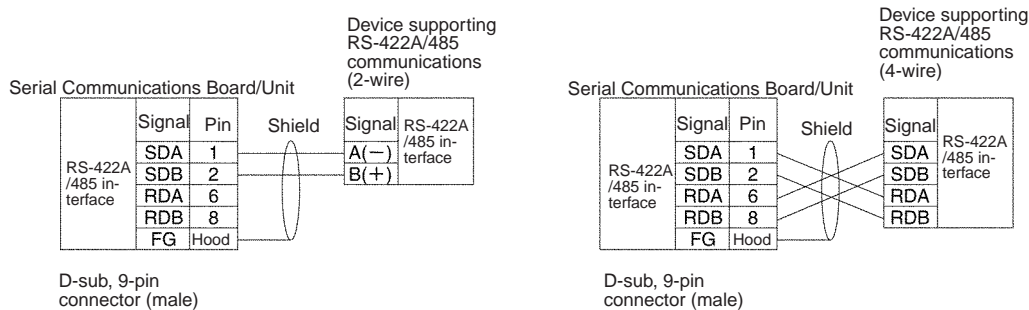 Device supporting
RS-422A/485
communications
(2-wire)
Serial Communications Board/Unit
Signal Pin Shield Signal RS-422A
/485 in-
terface
RS-422A
/485 in-
terface
SDA 1 A(−)
SDB 2 B(+)
RDA 6
RDB 8
FG Hood
D-sub, 9-pin
connector (male)
Device supporting
RS-422A/485
communications
(4-wire)
Serial Communications Board/Unit
Signal Pin Shield Signal
RS-422A
/485 in-
terface
RS-422A
/485 in-
terface
SDA 1 SDA
SDB 2 SDB
RDA 6 RDA
RDB 8 RDB
FG Hood
D-sub, 9-pin
connector (male)